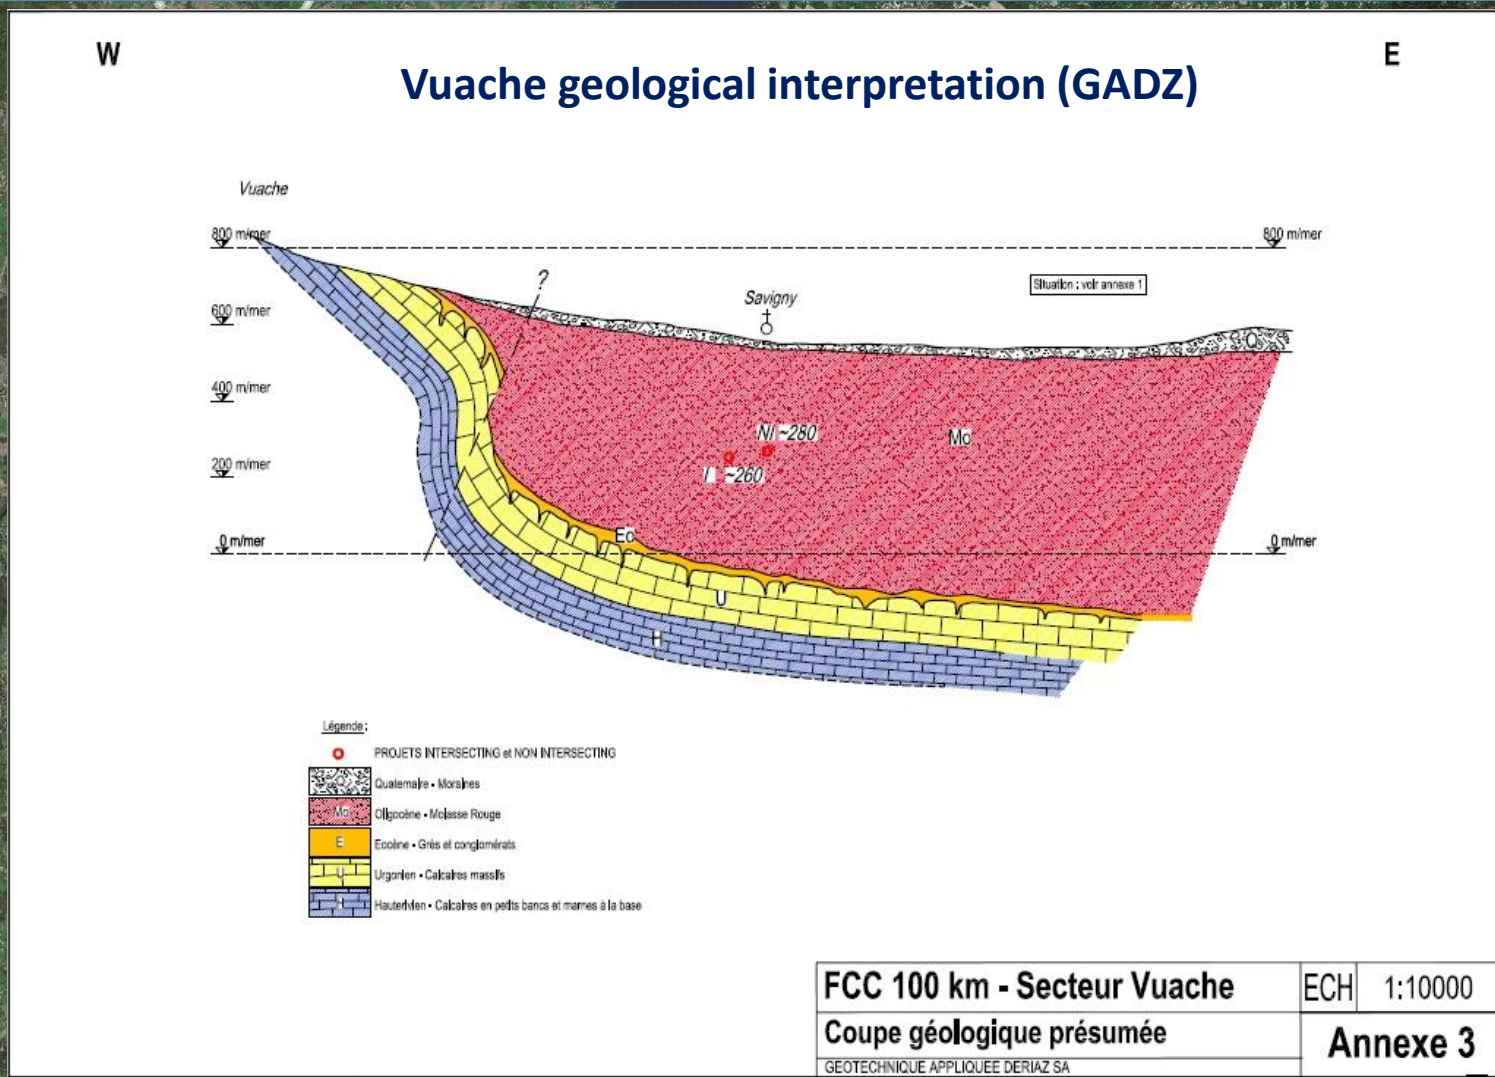 W
E
Vuache geological interpretation (GADZ)
Vuache
800 m/mer
800 m/mer
?
Situation : voir annexe 1
Savigny
600 m/mer
Q
400 m/mer
NI ~280
Mo
200 m/mer
I ~260
Eo
0 m/mer
0 m/mer
U
H
Légende :
PROJETS INTERSECTING et NON INTERSECTING
Q Quaternaire - Moraines
Mo Oligocène - Molasse Rouge
E Eocène - Grès et conglomérats
U Urgonien - Calcaires massifs
H Hauterivien - Calcaires en petits bancs et marnes à la base
FCC 100 km - Secteur Vuache
ECH 1:10000
Coupe géologique présumée
Annexe 3
GEOTECHNIQUE APPLIQUEE DERIAZ SA